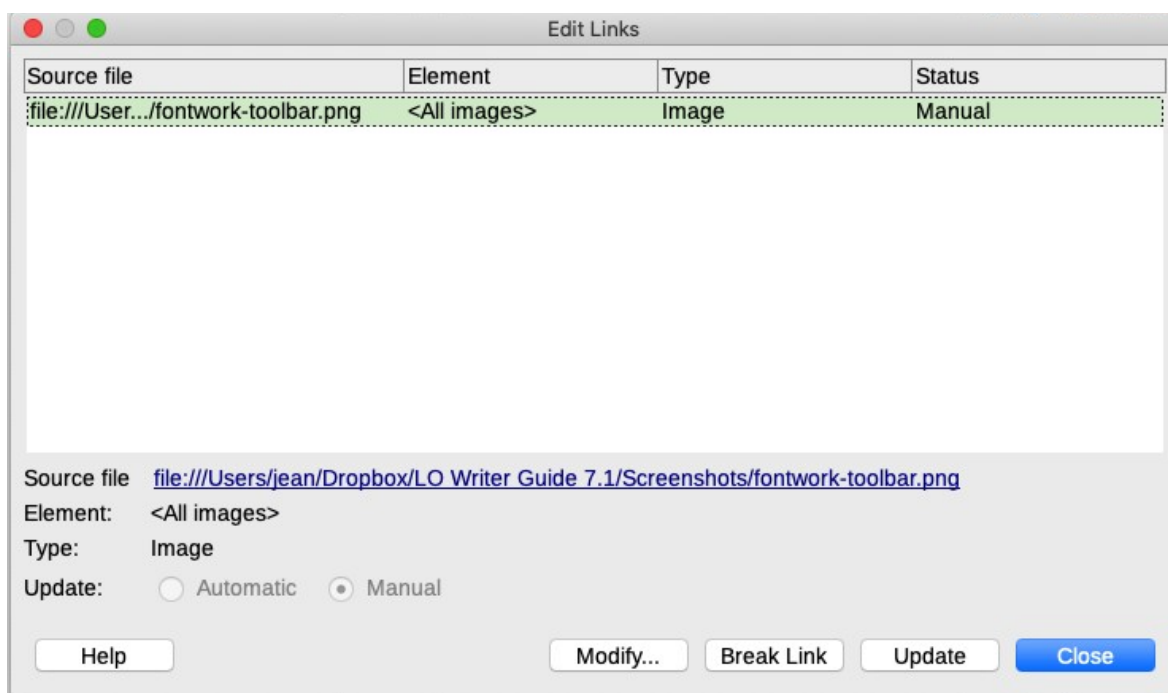 Edit Links
Source file Element Type Status
file:///User.../fontwork-toolbar.png <All images> Image Manual
Source file file:///Users/jean/Dropbox/LO Writer Guide 7.1/Screenshots/fontwork-toolbar.png
Element: <All images>
Type: Image
Update: Automatic Manual
Help Modify... Break Link Update Close